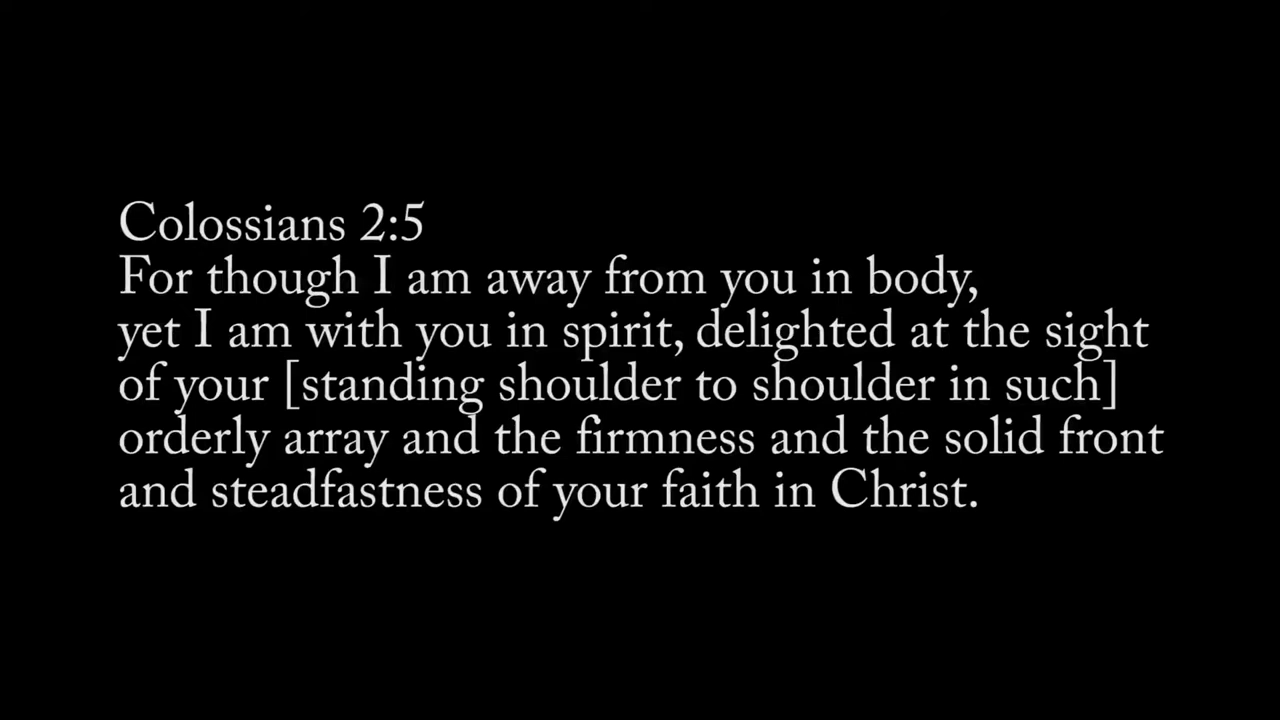 Colossians 2:5
For though I am away from you in body,
yet I am with you in spirit, delighted at the sight
of your [standing shoulder to shoulder in such]
orderly array and the firmness and the solid front
and steadfastness of your faith in Christ.